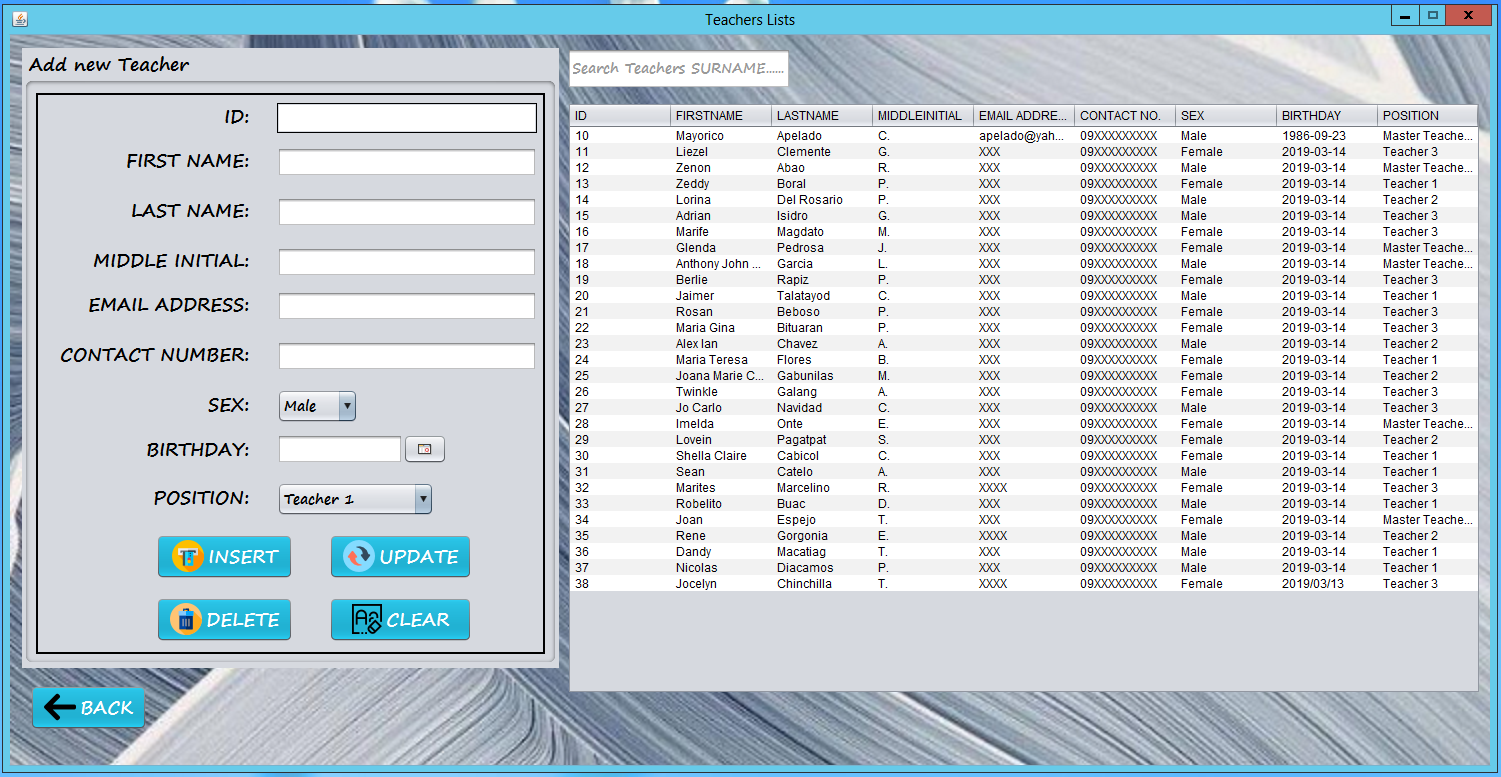 Teachers Lists
Add new Teacher
ID:
FIRST NAME:
LAST NAME:
MIDDLE INITIAL:
EMAIL ADDRESS:
CONTACT NUMBER:
SEX: Male
BIRTHDAY:
POSITION: Teacher 1
INSERT UPDATE
DELETE CLEAR
BACK
Search Teachers SURNAME......
ID FIRSTNAME LASTNAME MIDDLEINITIAL EMAIL ADDRE... CONTACT NO. SEX BIRTHDAY POSITION
10 Mayorico Apelado C. apelado@yah... 09XXXXXXXXX Male 1986-09-23 Master Teache...
11 Liezel Clemente G. XXX 09XXXXXXXXX Female 2019-03-14 Teacher 3
12 Zenon Abao R. XXX 09XXXXXXXXX Male 2019-03-14 Master Teache...
13 Zeddy Boral P. XXX 09XXXXXXXXX Female 2019-03-14 Teacher 1
14 Lorina Del Rosario P. XXX 09XXXXXXXXX Male 2019-03-14 Teacher 2
15 Adrian Isidro G. XXX 09XXXXXXXXX Male 2019-03-14 Teacher 3
16 Marife Magdato M. XXX 09XXXXXXXXX Female 2019-03-14 Teacher 3
17 Glenda Pedrosa J. XXX 09XXXXXXXXX Female 2019-03-14 Master Teache...
18 Anthony John ... Garcia L. XXX 09XXXXXXXXX Male 2019-03-14 Master Teache...
19 Berlie Rapiz P. XXX 09XXXXXXXXX Female 2019-03-14 Teacher 3
20 Jaimer Talatayod C. XXX 09XXXXXXXXX Male 2019-03-14 Teacher 1
21 Rosan Beboso P. XXX 09XXXXXXXXX Female 2019-03-14 Teacher 3
22 Maria Gina Bituaran P. XXX 09XXXXXXXXX Female 2019-03-14 Teacher 3
23 Alex Ian Chavez A. XXX 09XXXXXXXXX Male 2019-03-14 Teacher 2
24 Maria Teresa Flores B. XXX 09XXXXXXXXX Female 2019-03-14 Teacher 1
25 Joana Marie C... Gabunilas M. XXX 09XXXXXXXXX Female 2019-03-14 Teacher 2
26 Twinkle Galang A. XXX 09XXXXXXXXX Female 2019-03-14 Teacher 3
27 Jo Carlo Navidad C. XXX 09XXXXXXXXX Male 2019-03-14 Teacher 3
28 Imelda Onte E. XXX 09XXXXXXXXX Female 2019-03-14 Master Teache...
29 Lovein Pagatpat S. XXX 09XXXXXXXXX Female 2019-03-14 Teacher 2
30 Shella Claire Cabicol C. XXX 09XXXXXXXXX Female 2019-03-14 Teacher 1
31 Sean Catelo A. XXX 09XXXXXXXXX Male 2019-03-14 Teacher 1
32 Marites Marcelino R. XXXX 09XXXXXXXXX Female 2019-03-14 Teacher 3
33 Robelito Buac D. XXX 09XXXXXXXXX Male 2019-03-14 Teacher 1
34 Joan Espejo T. XXX 09XXXXXXXXX Female 2019-03-14 Master Teache...
35 Rene Gorgonia E. XXXX 09XXXXXXXXX Male 2019-03-14 Teacher 2
36 Dandy Macatiag T. XXX 09XXXXXXXXX Male 2019-03-14 Teacher 1
37 Nicolas Diacamos P. XXX 09XXXXXXXXX Male 2019-03-14 Teacher 1
38 Jocelyn Chinchilla T. XXXX 09XXXXXXXXX Female 2019/03/13 Teacher 3